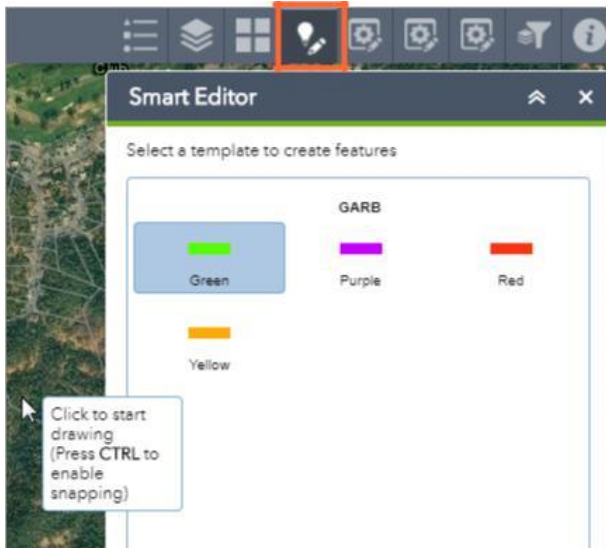 Smart Editor
Select a template to create features
GARB
Green
Purple
Red
Yellow
Click to start
drawing
(Press CTRL to
enable
snapping)